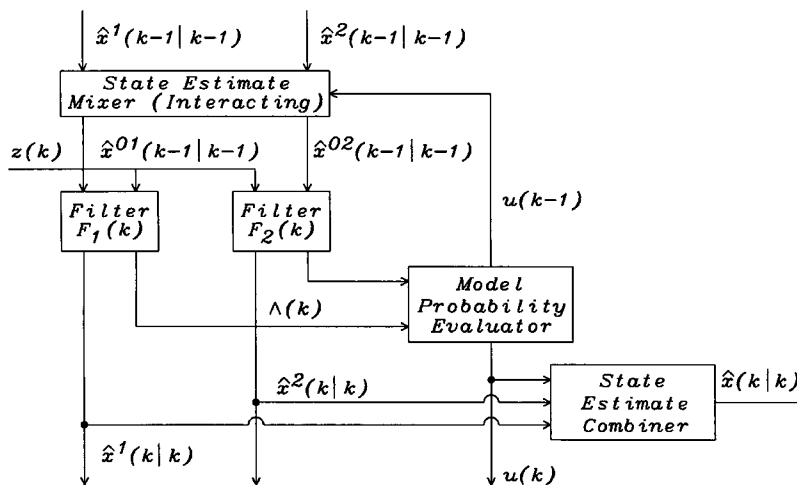 x̂¹(k-1|k-1) x̂²(k-1|k-1)
State Estimate
Mixer (Interacting)
z(k) x̂⁰¹(k-1|k-1) x̂⁰²(k-1|k-1)
Filter
F₁(k)
Filter
F₂(k)
u(k-1)
Model
Probability
Evaluator
Λ(k)
x̂²(k|k)
State
Estimate
Combiner
x̂(k|k)
x̂¹(k|k)
u(k)